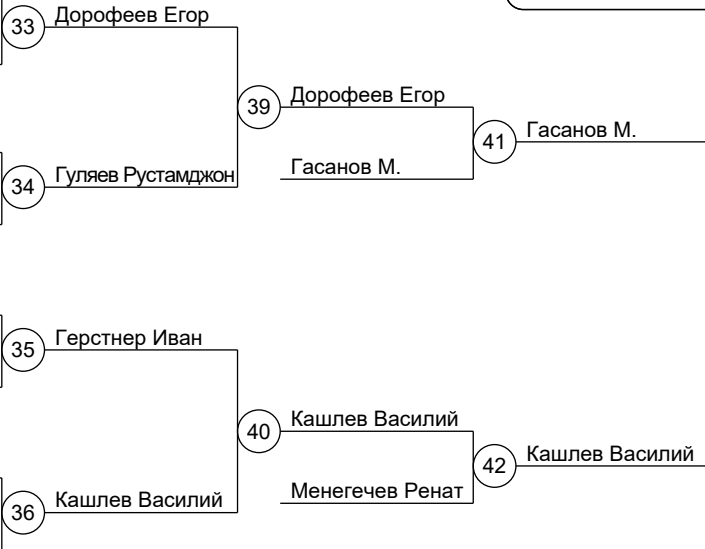 33 Дорофеев Егор
39 Дорофеев Егор
41 Гасанов М.
Гасанов М.
34 Гуляев Рустамджон
35 Герстнер Иван
40 Кашлев Василий
42 Кашлев Василий
Менегечев Ренат
36 Кашлев Василий